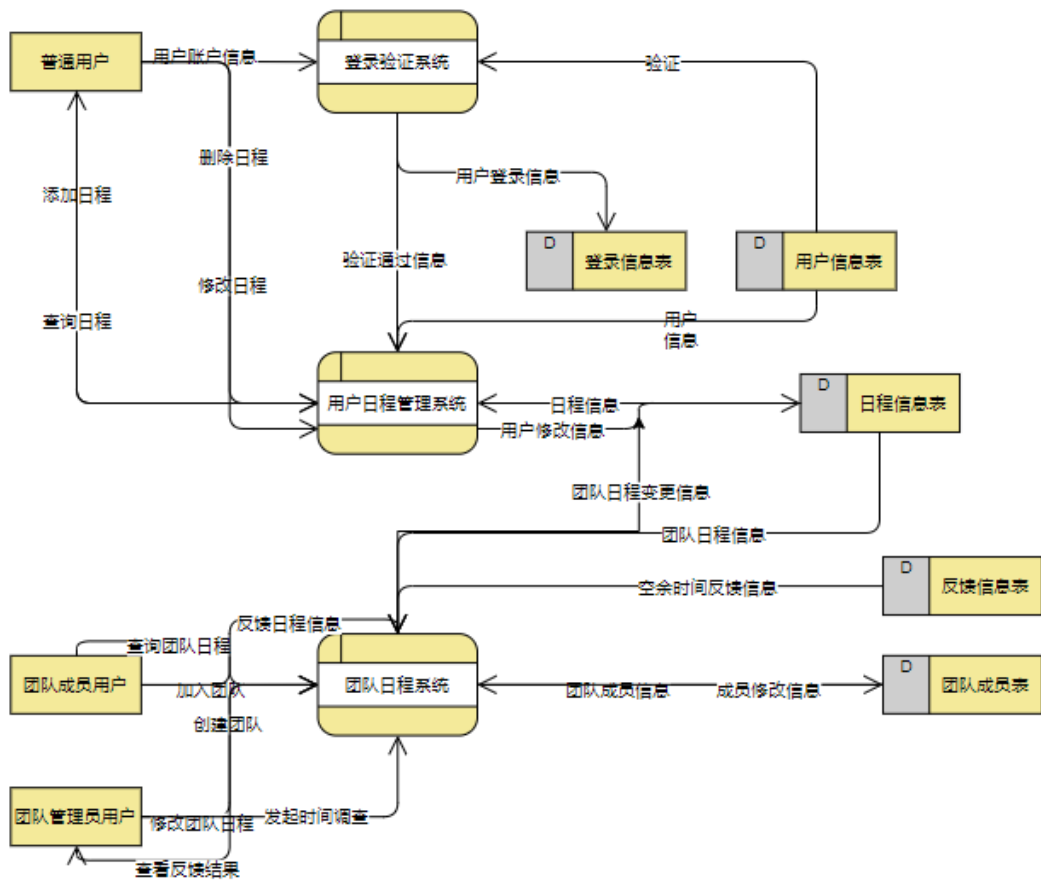 普通用户
用户账户信息
登录验证系统
验证
删除日程
用户登录信息
添加日程
D
登录信息表
D
用户信息表
验证通过信息
修改日程
查询日程
用户
信息
用户日程管理系统
日程信息
用户修改信息
D
日程信息表
团队日程变更信息
团队日程信息
空余时间反馈信息
D
反馈信息表
反馈日程信息
查询团队日程
团队成员用户
加入团队
团队日程系统
团队成员信息
成员修改信息
D
团队成员表
创建团队
团队管理员用户
修改团队日程
发起时间调查
查看反馈结果